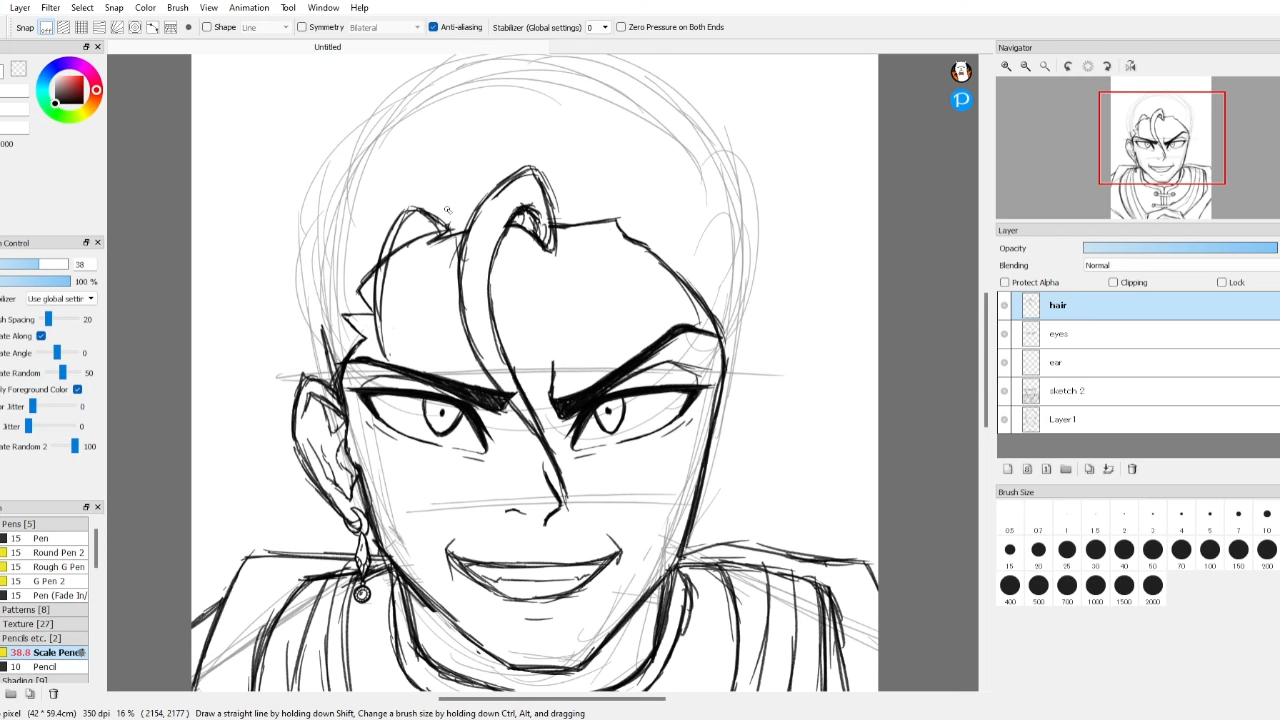 Layer Filter Select Snap Color Brush View Animation Tool Window Help
Snap Shape Line Symmetry Bilateral Anti-aliasing Stabilizer (Global settings) 0 Zero Pressure on Both Ends
Untitled
Navigator
000
Layer
Opacity
Blending Normal
Protect Alpha Clipping Lock
hair
eyes
ear
sketch 2
Layer1
Control
38
100 %
Use global settir
Spacing 20
Along
Angle 0
Random 50
Foreground Color
Jitter 0
Jitter 0
Random 2 100
Pens [5]
15 Pen
15 Round Pen 2
15 Rough G Pen
15 G Pen 2
15 Pen (Fade In/
Patterns [8]
Texture [27]
Pencils etc. [2]
38.8 Scale Penc
10 Pencil
Shading [9]
Brush Size
0.5 0.7 1 1.5 2 3 4 5 7 10
15 20 25 30 40 50 70 100 150 200
400 500 700 1000 1500 2000
pixel (42 * 59.4cm) 350 dpi 16 % ( 2154, 2177 ) Draw a straight line by holding down Shift, Change a brush size by holding down Ctrl, Alt, and dragging